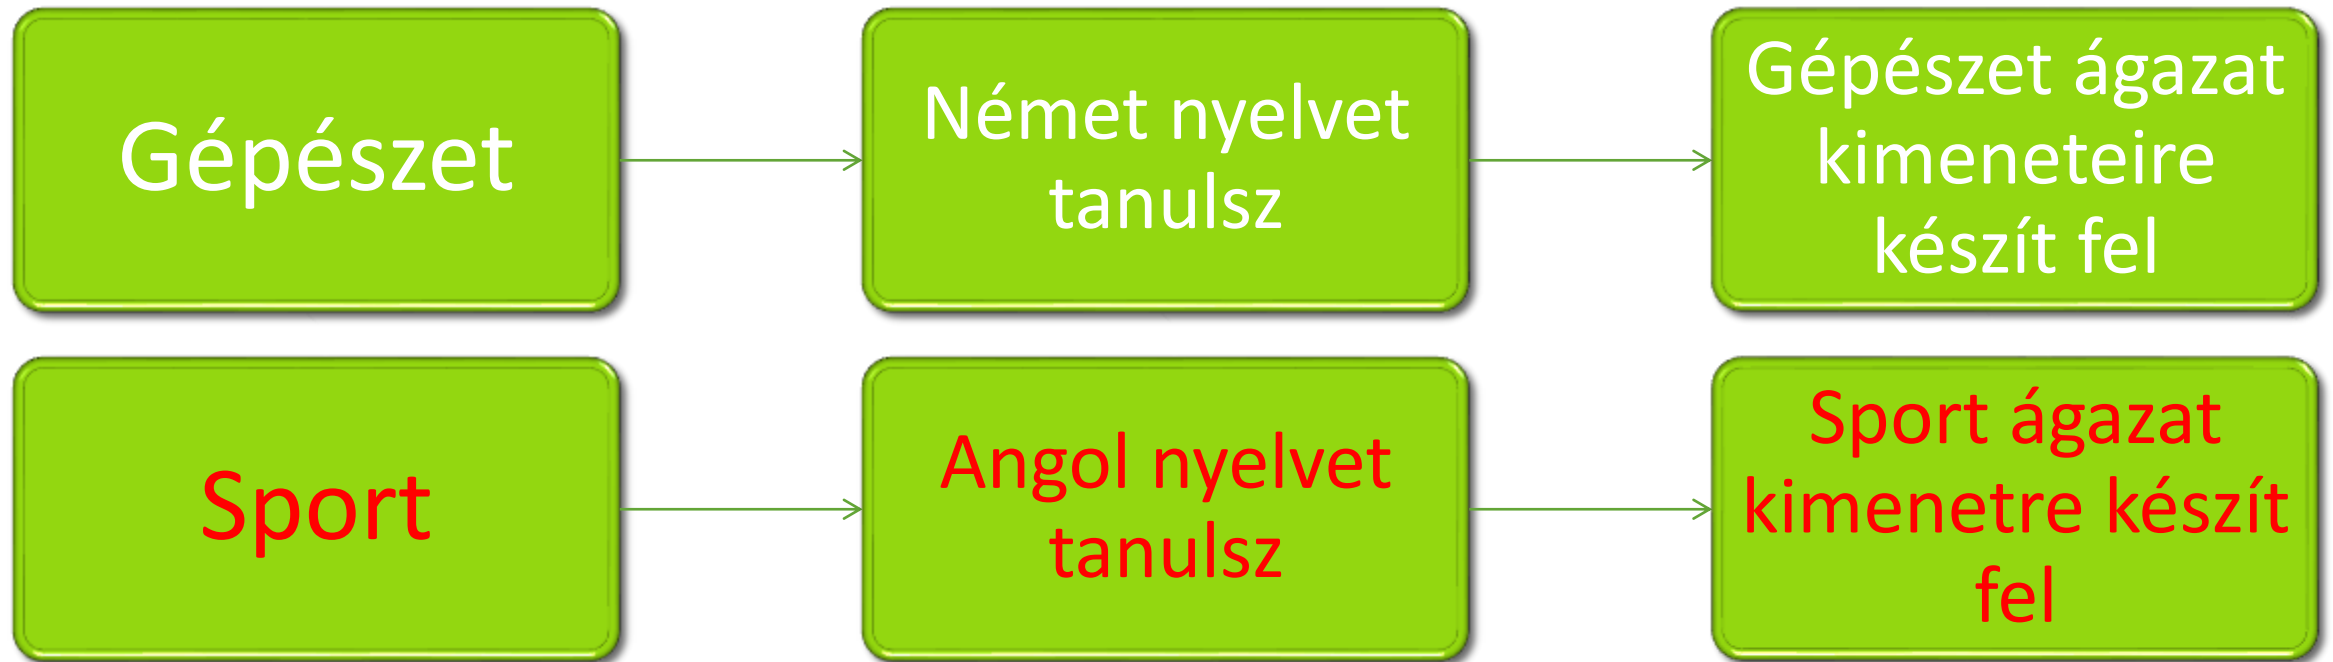 Gépészet
Német nyelvet
tanulsz
Gépészet ágazat
kimeneteire
készít fel
Sport
Angol nyelvet
tanulsz
Sport ágazat
kimenetre készít
fel